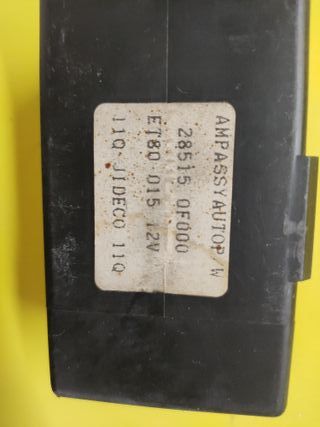 AMPASSYAUTOP/W
28515 0F000
ET80 015 12V
11Q JIDECO 11Q